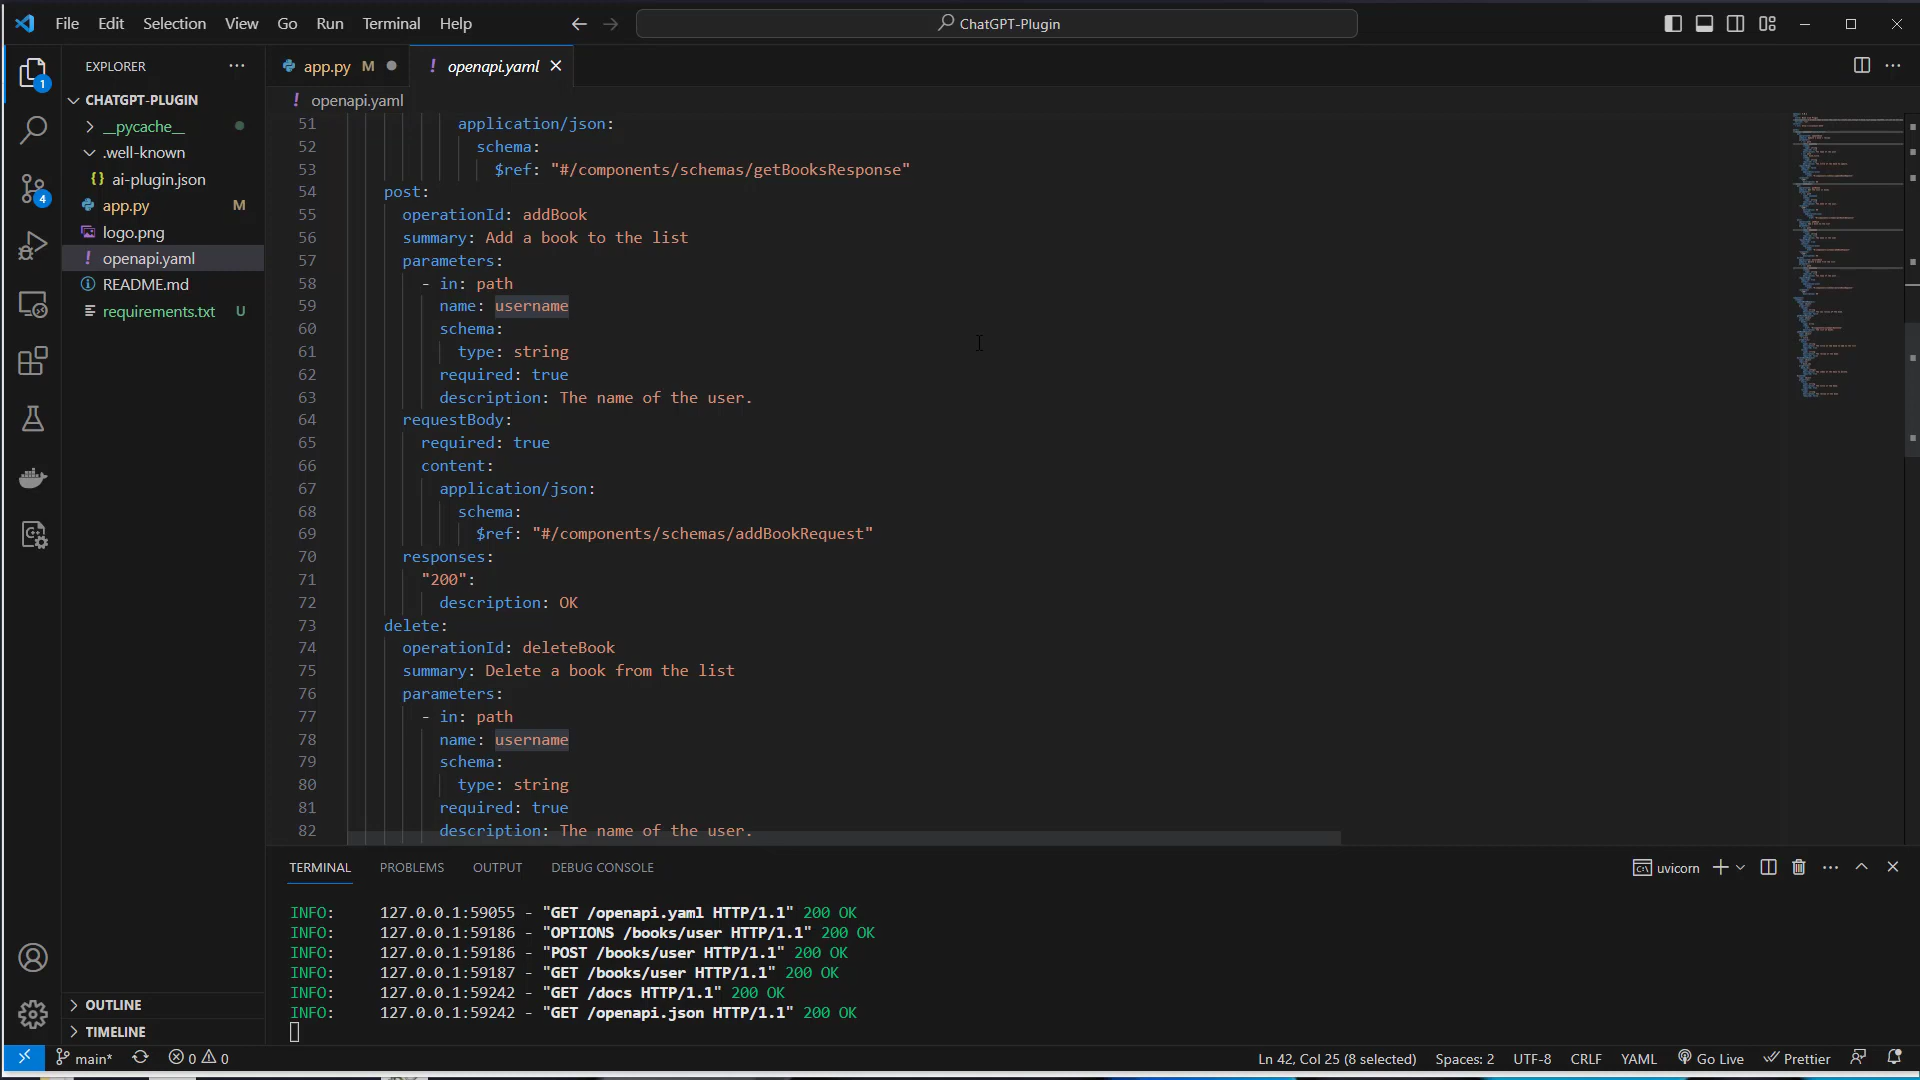 File Edit Selection View Go Run Terminal Help
ChatGPT-Plugin
EXPLORER
app.py M
! openapi.yaml
CHATGPT-PLUGIN
! openapi.yaml
__pycache__
.well-known
{} ai-plugin.json
app.py M
logo.png
! openapi.yaml
README.md
requirements.txt U
1
4
51 application/json:
52 schema:
53 $ref: "#/components/schemas/getBooksResponse"
54 post:
55 operationId: addBook
56 summary: Add a book to the list
57 parameters:
58 - in: path
59 name: username
60 schema:
61 type: string
62 required: true
63 description: The name of the user.
64 requestBody:
65 required: true
66 content:
67 application/json:
68 schema:
69 $ref: "#/components/schemas/addBookRequest"
70 responses:
71 "200":
72 description: OK
73 delete:
74 operationId: deleteBook
75 summary: Delete a book from the list
76 parameters:
77 - in: path
78 name: username
79 schema:
80 type: string
81 required: true
82 description: The name of the user.
TERMINAL PROBLEMS OUTPUT DEBUG CONSOLE
uvicorn
INFO: 127.0.0.1:59055 - "GET /openapi.yaml HTTP/1.1" 200 OK
INFO: 127.0.0.1:59186 - "OPTIONS /books/user HTTP/1.1" 200 OK
INFO: 127.0.0.1:59186 - "POST /books/user HTTP/1.1" 200 OK
INFO: 127.0.0.1:59187 - "GET /books/user HTTP/1.1" 200 OK
INFO: 127.0.0.1:59242 - "GET /docs HTTP/1.1" 200 OK
INFO: 127.0.0.1:59242 - "GET /openapi.json HTTP/1.1" 200 OK
OUTLINE
TIMELINE
main* 0 0
Ln 42, Col 25 (8 selected) Spaces: 2 UTF-8 CRLF YAML Go Live Prettier